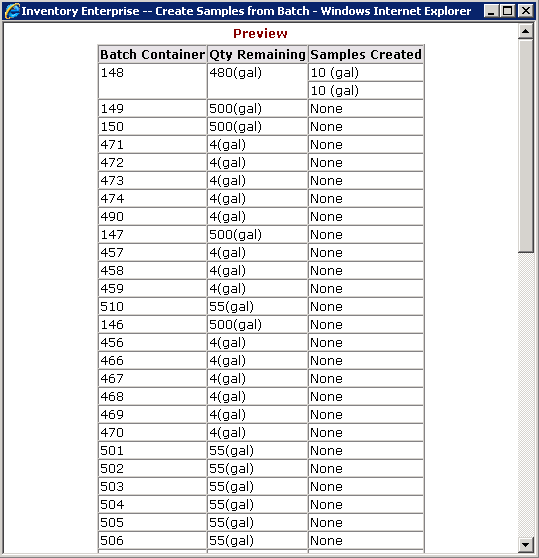 Inventory Enterprise -- Create Samples from Batch - Windows Internet Explorer
Preview
Batch Container Qty Remaining Samples Created
148 480(gal) 10 (gal)
10 (gal)
149 500(gal) None
150 500(gal) None
471 4(gal) None
472 4(gal) None
473 4(gal) None
474 4(gal) None
490 4(gal) None
147 500(gal) None
457 4(gal) None
458 4(gal) None
459 4(gal) None
510 55(gal) None
146 500(gal) None
456 4(gal) None
466 4(gal) None
467 4(gal) None
468 4(gal) None
469 4(gal) None
470 4(gal) None
501 55(gal) None
502 55(gal) None
503 55(gal) None
504 55(gal) None
505 55(gal) None
506 55(gal) None